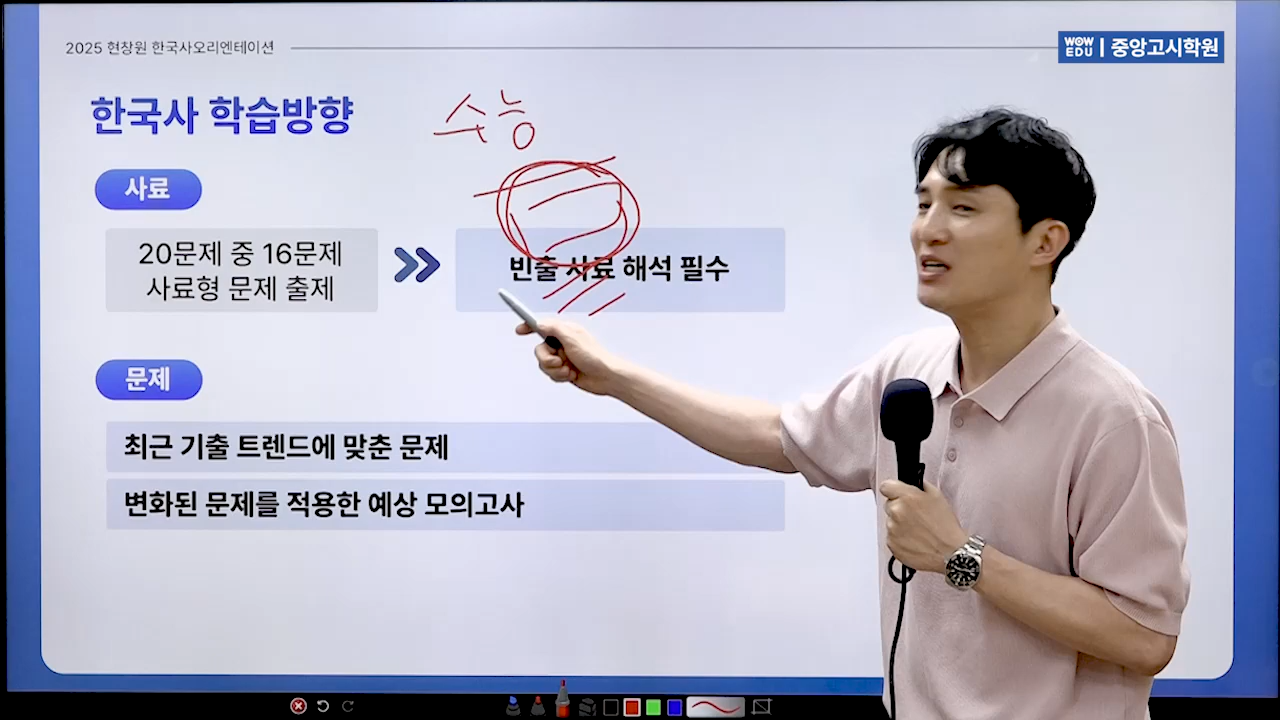 2025 현창원 한국사오리엔테이션
WOW EDU | 중앙고시학원
한국사 학습방향
수능
사료
20문제 중 16문제
사료형 문제 출제
빈출 사료 해석 필수
문제
최근 기출 트렌드에 맞춘 문제
변화된 문제를 적용한 예상 모의고사